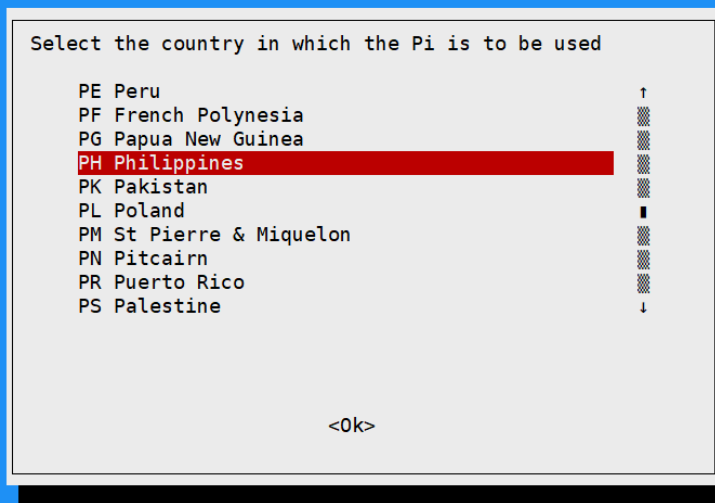 Select the country in which the Pi is to be used
PE Peru
PF French Polynesia
PG Papua New Guinea
PH Philippines
PK Pakistan
PL Poland
PM St Pierre & Miquelon
PN Pitcairn
PR Puerto Rico
PS Palestine
<Ok>